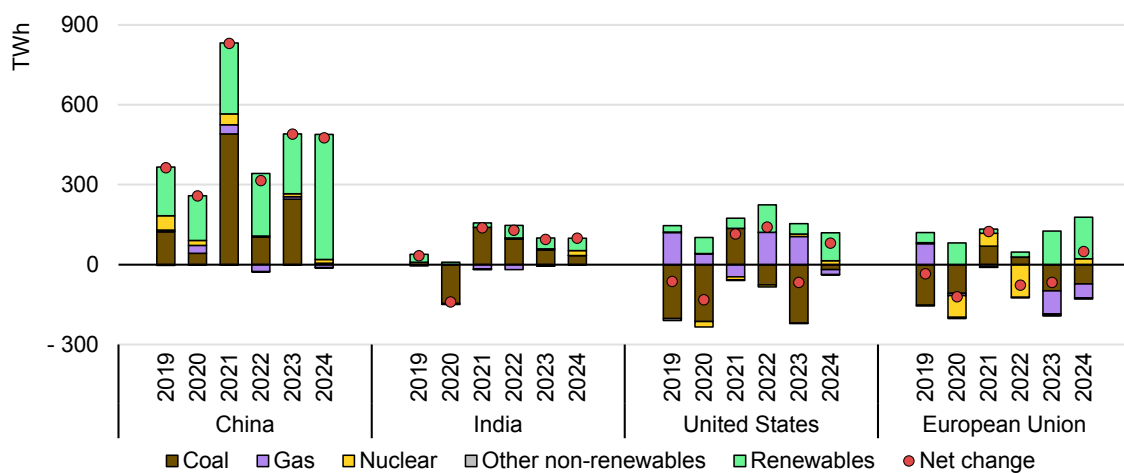 TWh
900
600
300
0
- 300
2019 2020 2021 2022 2023 2024 2019 2020 2021 2022 2023 2024 2019 2020 2021 2022 2023 2024 2019 2020 2021 2022 2023 2024
China India United States European Union
Coal Gas Nuclear Other non-renewables Renewables Net change